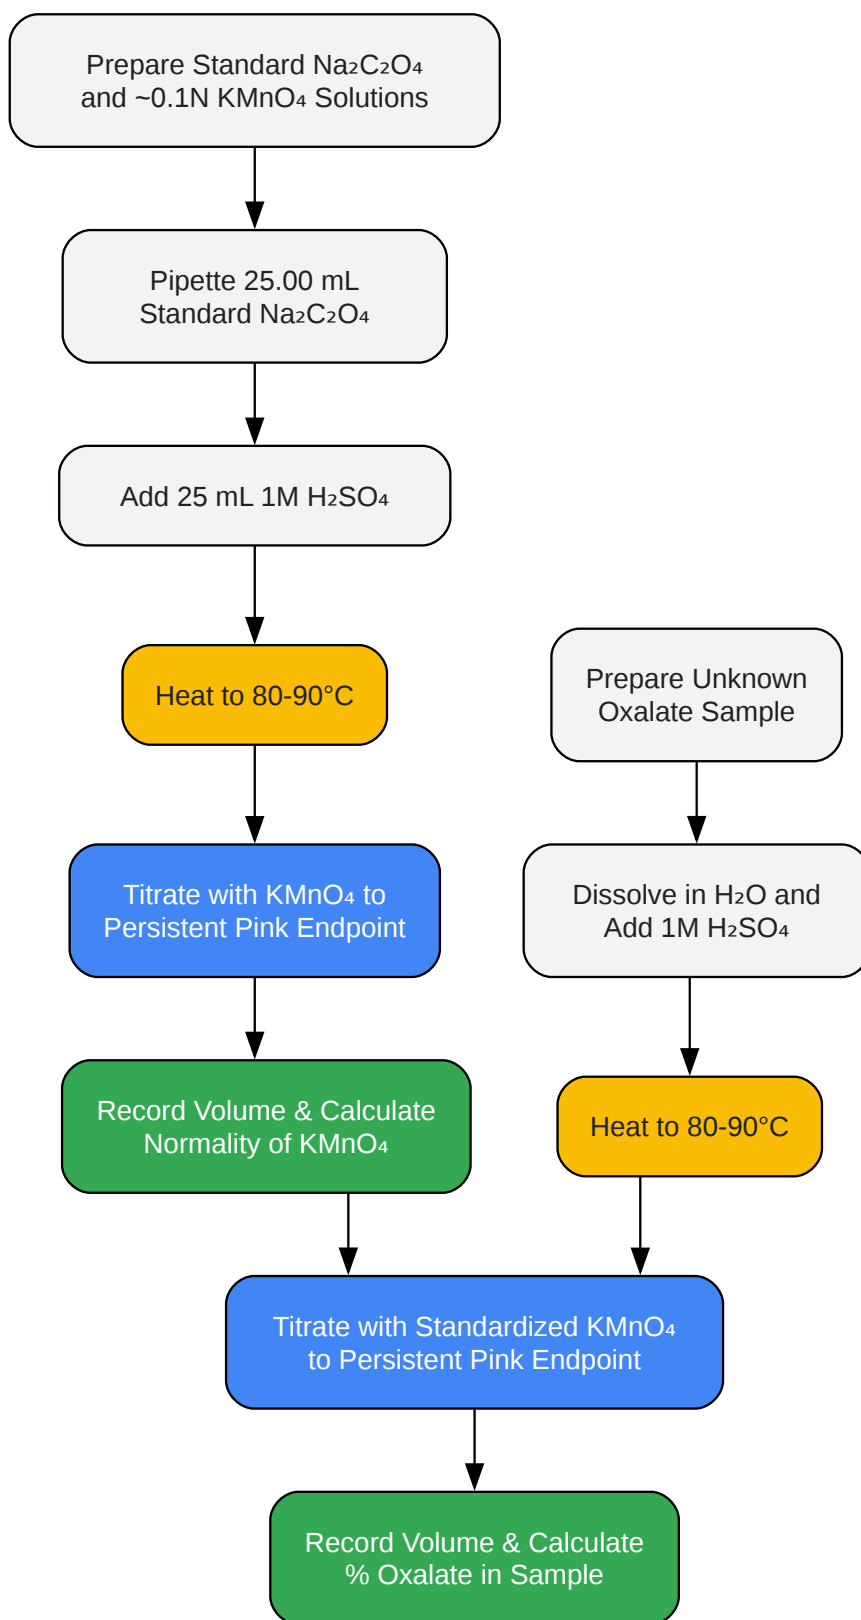 Prepare Standard Na₂C₂O₄
and ~0.1N KMnO₄ Solutions
Pipette 25.00 mL
Standard Na₂C₂O₄
Add 25 mL 1M H₂SO₄
Heat to 80-90°C
Titrate with KMnO₄ to
Persistent Pink Endpoint
Record Volume & Calculate
Normality of KMnO₄
Prepare Unknown
Oxalate Sample
Dissolve in H₂O and
Add 1M H₂SO₄
Heat to 80-90°C
Titrate with Standardized KMnO₄
to Persistent Pink Endpoint
Record Volume & Calculate
% Oxalate in Sample